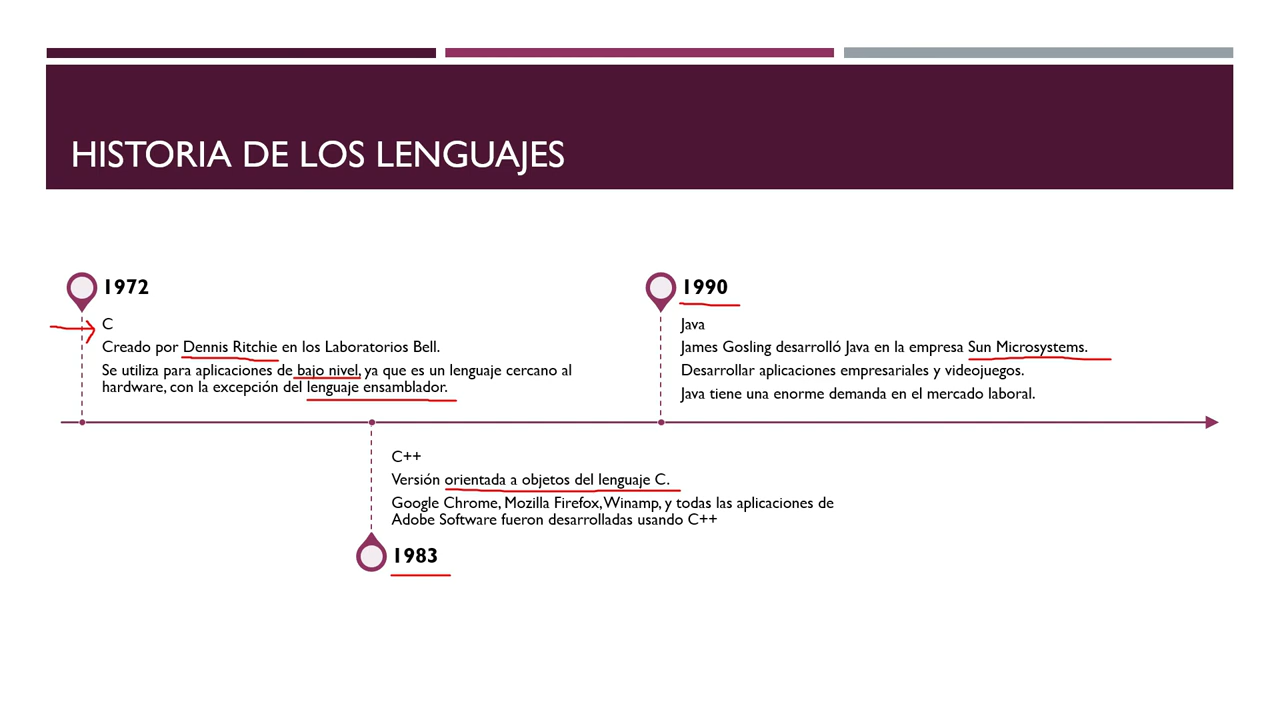 HISTORIA DE LOS LENGUAJES
1972
C
Creado por Dennis Ritchie en los Laboratorios Bell.
Se utiliza para aplicaciones de bajo nivel, ya que es un lenguaje cercano al
hardware, con la excepción del lenguaje ensamblador.
1990
Java
James Gosling desarrolló Java en la empresa Sun Microsystems.
Desarrollar aplicaciones empresariales y videojuegos.
Java tiene una enorme demanda en el mercado laboral.
C++
Versión orientada a objetos del lenguaje C.
Google Chrome, Mozilla Firefox, Winamp, y todas las aplicaciones de
Adobe Software fueron desarrolladas usando C++
1983